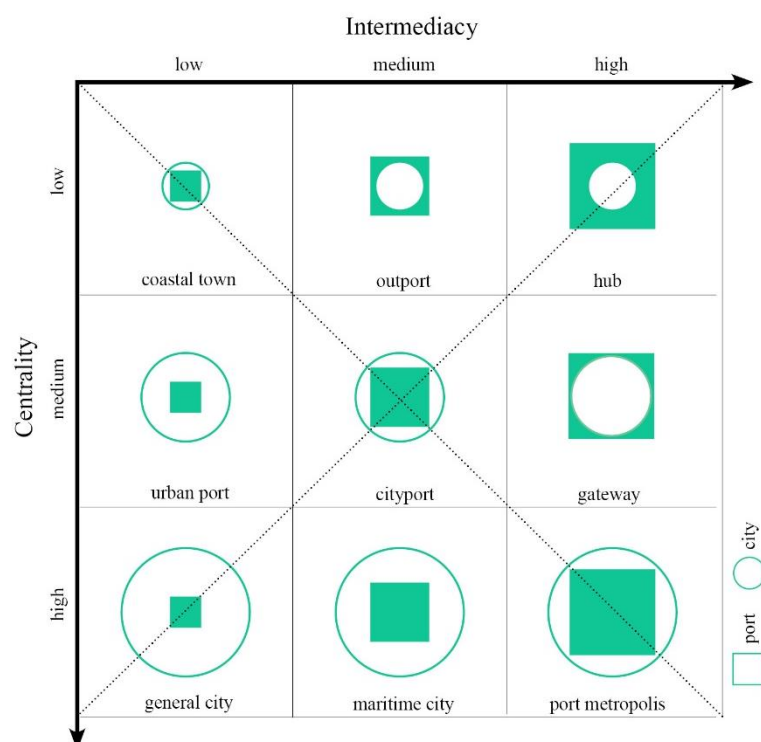 Intermediacy
low
medium
high
Centrality
low
coastal town
outport
hub
medium
urban port
cityport
gateway
high
general city
maritime city
port metropolis
city
port